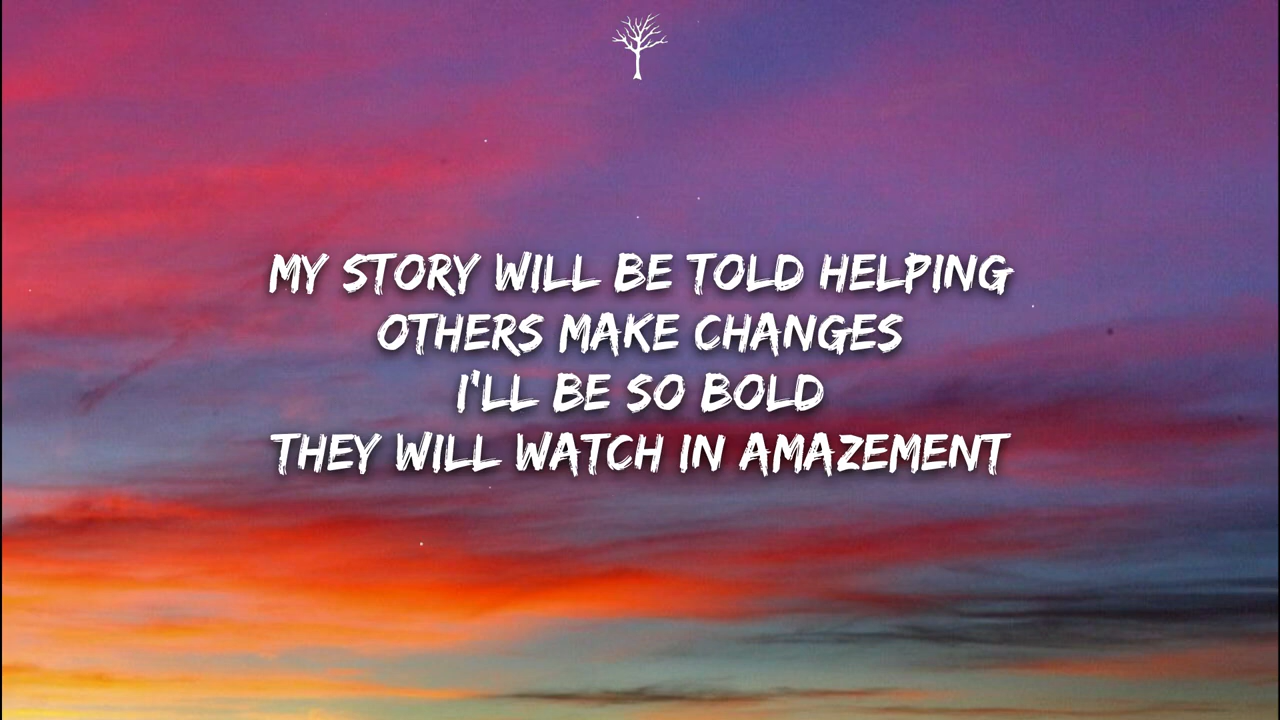 MY STORY WILL BE TOLD HELPING
OTHERS MAKE CHANGES
I'LL BE SO BOLD
THEY WILL WATCH IN AMAZEMENT